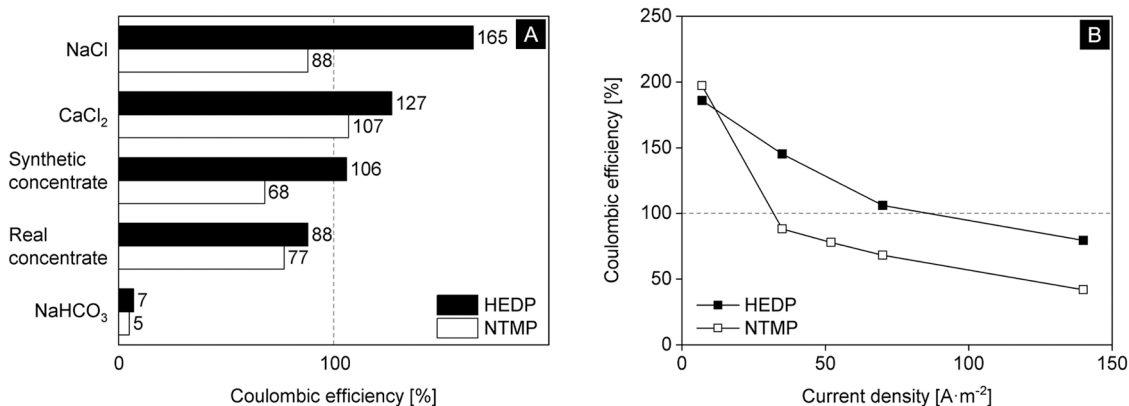 A
NaCl
165
88
CaCl₂
127
107
Synthetic
concentrate
106
68
Real
concentrate
88
77
NaHCO₃
7
5
HEDP
NTMP
0
100
Coulombic efficiency [%]
B
Coulombic efficiency [%]
250
200
150
100
50
0
HEDP
NTMP
0
50
100
150
Current density [A·m⁻²]